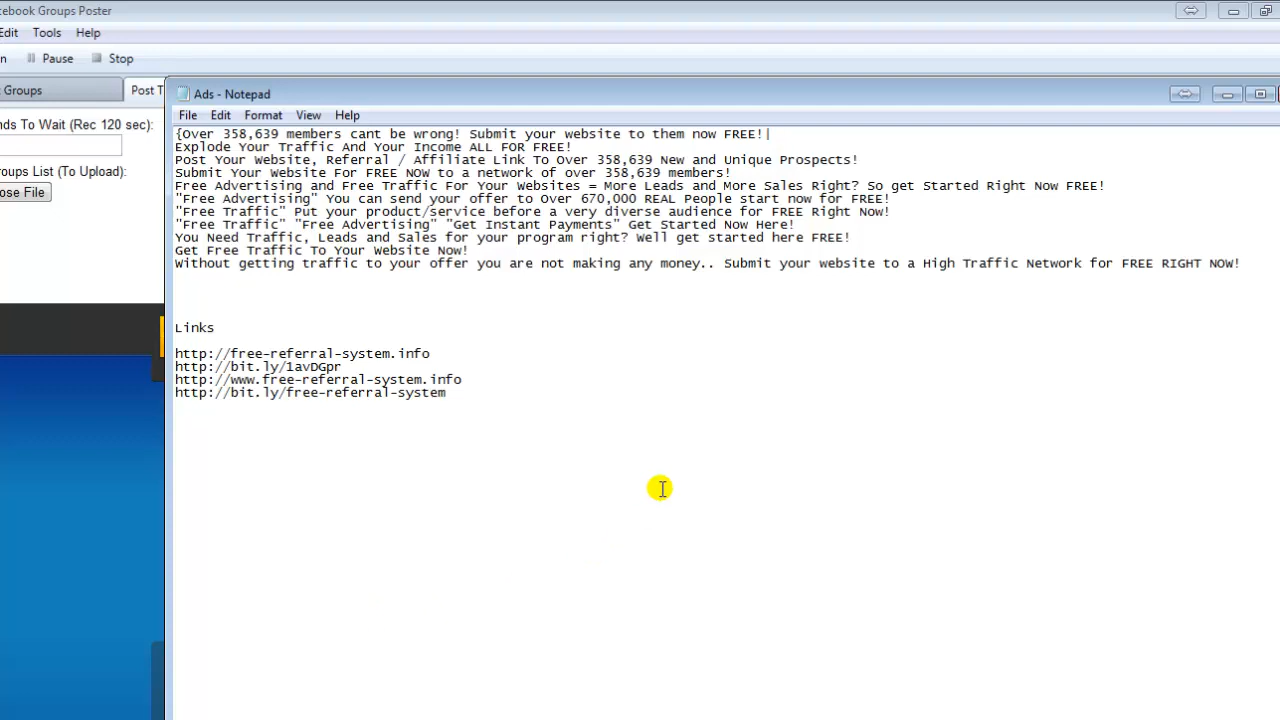 cebook Groups Poster
Edit Tools Help
n Pause Stop
Groups Post T
nds To Wait (Rec 120 sec):
oups List (To Upload):
ose File
Ads - Notepad
File Edit Format View Help
{Over 358,639 members cant be wrong! Submit your website to them now FREE!|
Explode Your Traffic And Your Income ALL FOR FREE!
Post Your Website, Referral / Affiliate Link To Over 358,639 New and Unique Prospects!
Submit Your Website For FREE NOW to a network of over 358,639 members!
Free Advertising and Free Traffic For Your Websites = More Leads and More Sales Right? So get Started Right Now FREE!
"Free Advertising" You can send your offer to Over 670,000 REAL People start now for FREE!
"Free Traffic" Put your product/service before a very diverse audience for FREE Right Now!
"Free Traffic" "Free Advertising" "Get Instant Payments" Get Started Now Here!
You Need Traffic, Leads and Sales for your program right? Well get started here FREE!
Get Free Traffic To Your Website Now!
Without getting traffic to your offer you are not making any money.. Submit your website to a High Traffic Network for FREE RIGHT NOW!
Links
http://free-referral-system.info
http://bit.ly/1avDGpr
http://www.free-referral-system.info
http://bit.ly/free-referral-system